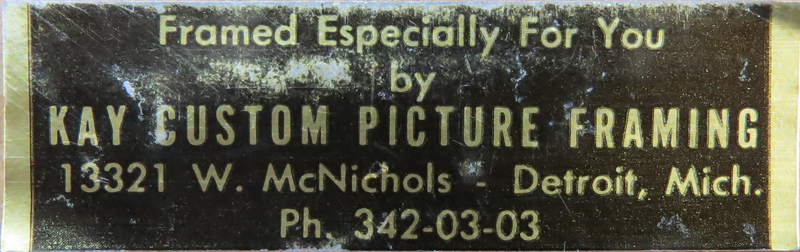 Framed Especially For You
by
KAY CUSTOM PICTURE FRAMING
13321 W. McNichols - Detroit, Mich.
Ph. 342-03-03